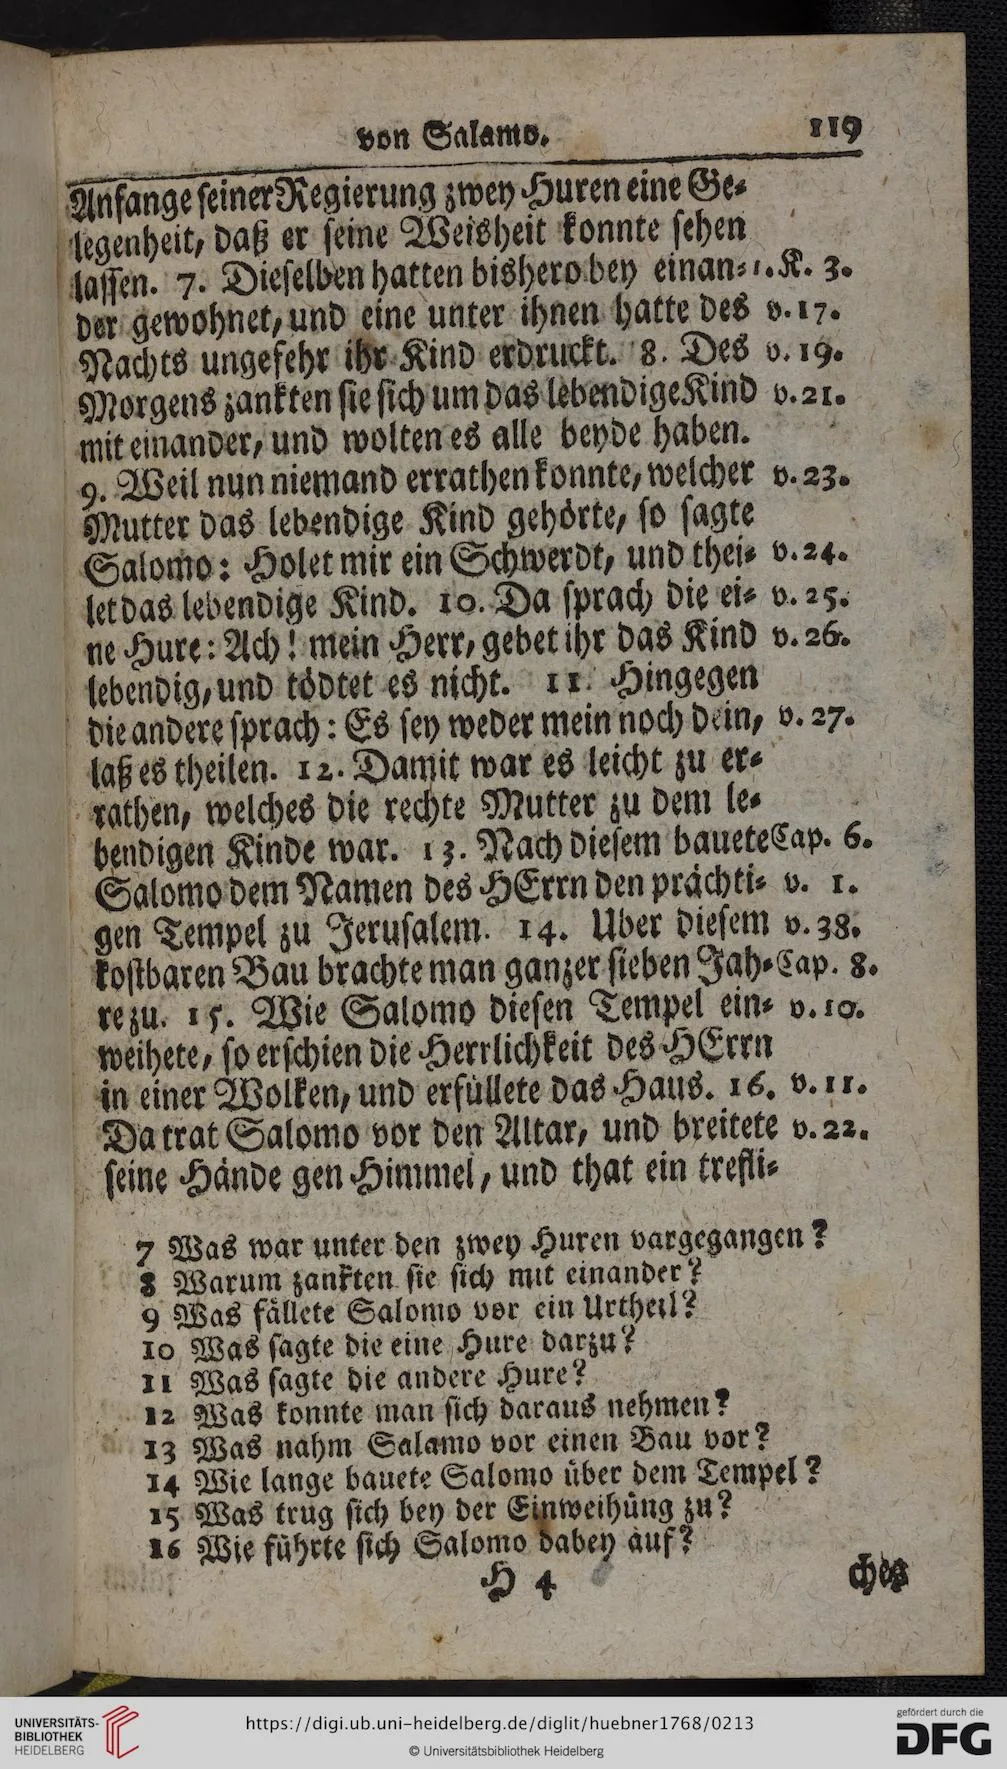 von Salamo. 119
Anfange seiner Regierung zwey Huren eine Ge-
legenheit, daß er seine Weisheit konnte sehen
lassen. 7. Dieselben hatten bishero bey einan- 1. K. 3.
der gewohnet, und eine unter ihnen hatte des v. 17.
Nachts ungefehr ihr Kind erdruckt. 8. Des v. 19.
Morgens zankten sie sich um das lebendige Kind v. 21.
mit einander, und wolten es alle beyde haben.
9. Weil nun niemand errathen konnte, welcher v. 23.
Mutter das lebendige Kind gehörte, so sagte
Salomo: Holet mir ein Schwerdt, und thei- v. 24.
let das lebendige Kind. 10. Da sprach die ei- v. 25.
ne Hure: Ach! mein Herr, gebet ihr das Kind v. 26.
lebendig, und tödtet es nicht. 11. Hingegen
die andere sprach: Es sey weder mein noch dein, v. 27.
laß es theilen. 12. Damit war es leicht zu er-
rathen, welches die rechte Mutter zu dem le-
bendigen Kinde war. 13. Nach diesem bauete Cap. 6.
Salomo dem Namen des HErrn den prächti- v. 1.
gen Tempel zu Jerusalem. 14. Uber diesem v. 38.
kostbaren Bau brachte man ganzer sieben Jah- Cap. 8.
re zu. 15. Wie Salomo diesen Tempel ein- v. 10.
weihete, so erschien die Herrlichkeit des HErrn
in einer Wolken, und erfüllete das Haus. 16. v. 11.
Da trat Salomo vor den Altar, und breitete v. 22.
seine Hände gen Himmel, und that ein trefli-
7 Was war unter den zwey Huren vargegangen?
8 Warum zankten sie sich mit einander?
9 Was fällete Salomo vor ein Urtheil?
10 Was sagte die eine Hure darzu?
11 Was sagte die andere Hure?
12 Was konnte man sich daraus nehmen?
13 Was nahm Salamo vor einen Bau vor?
14 Wie lange bauete Salomo über dem Tempel?
15 Was trug sich bey der Einweihüng zu?
16 Wie führte sich Salomo dabey auf?
H 4 ches
UNIVERSITÄTS-
BIBLIOTHEK
HEIDELBERG
https://digi.ub.uni-heidelberg.de/diglit/huebner1768/0213
© Universitätsbibliothek Heidelberg
gefördert durch die
DFG